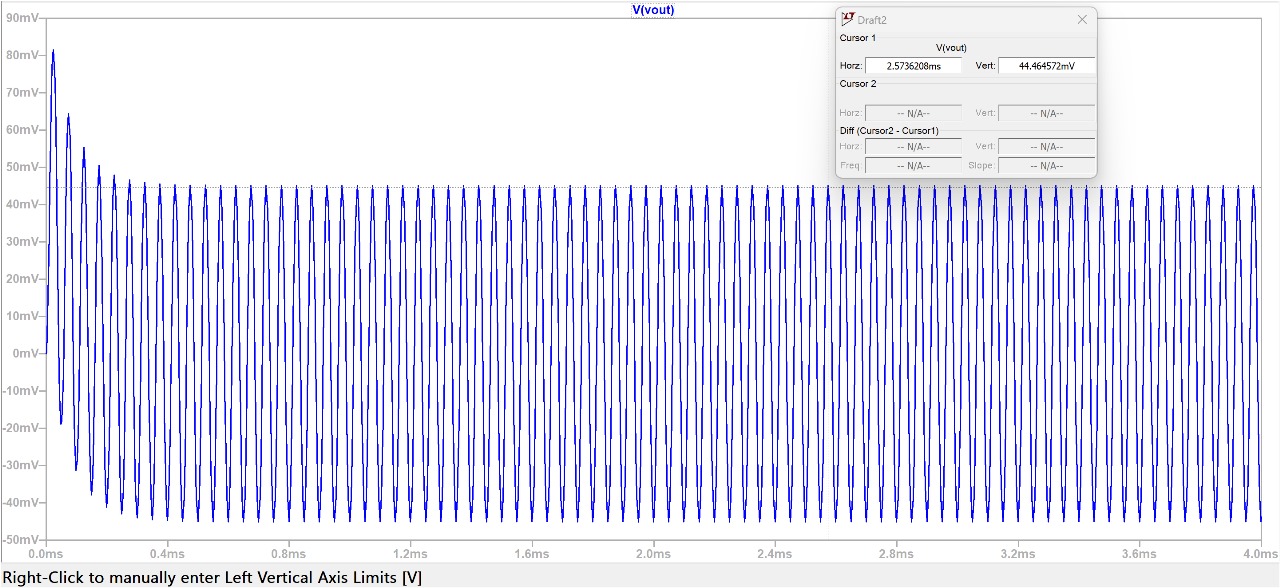 V(vout)
90mV
80mV
70mV
60mV
50mV
40mV
30mV
20mV
10mV
0mV
-10mV
-20mV
-30mV
-40mV
-50mV
0.0ms 0.4ms 0.8ms 1.2ms 1.6ms 2.0ms 2.4ms 2.8ms 3.2ms 3.6ms 4.0ms
Draft2
Cursor 1
V(vout)
Horz: 2.5736208ms Vert: 44.464572mV
Cursor 2
Horz: -- N/A-- Vert: -- N/A--
Diff (Cursor2 - Cursor1)
Horz: -- N/A-- Vert: -- N/A--
Freq: -- N/A-- Slope: -- N/A--
Right-Click to manually enter Left Vertical Axis Limits [V]